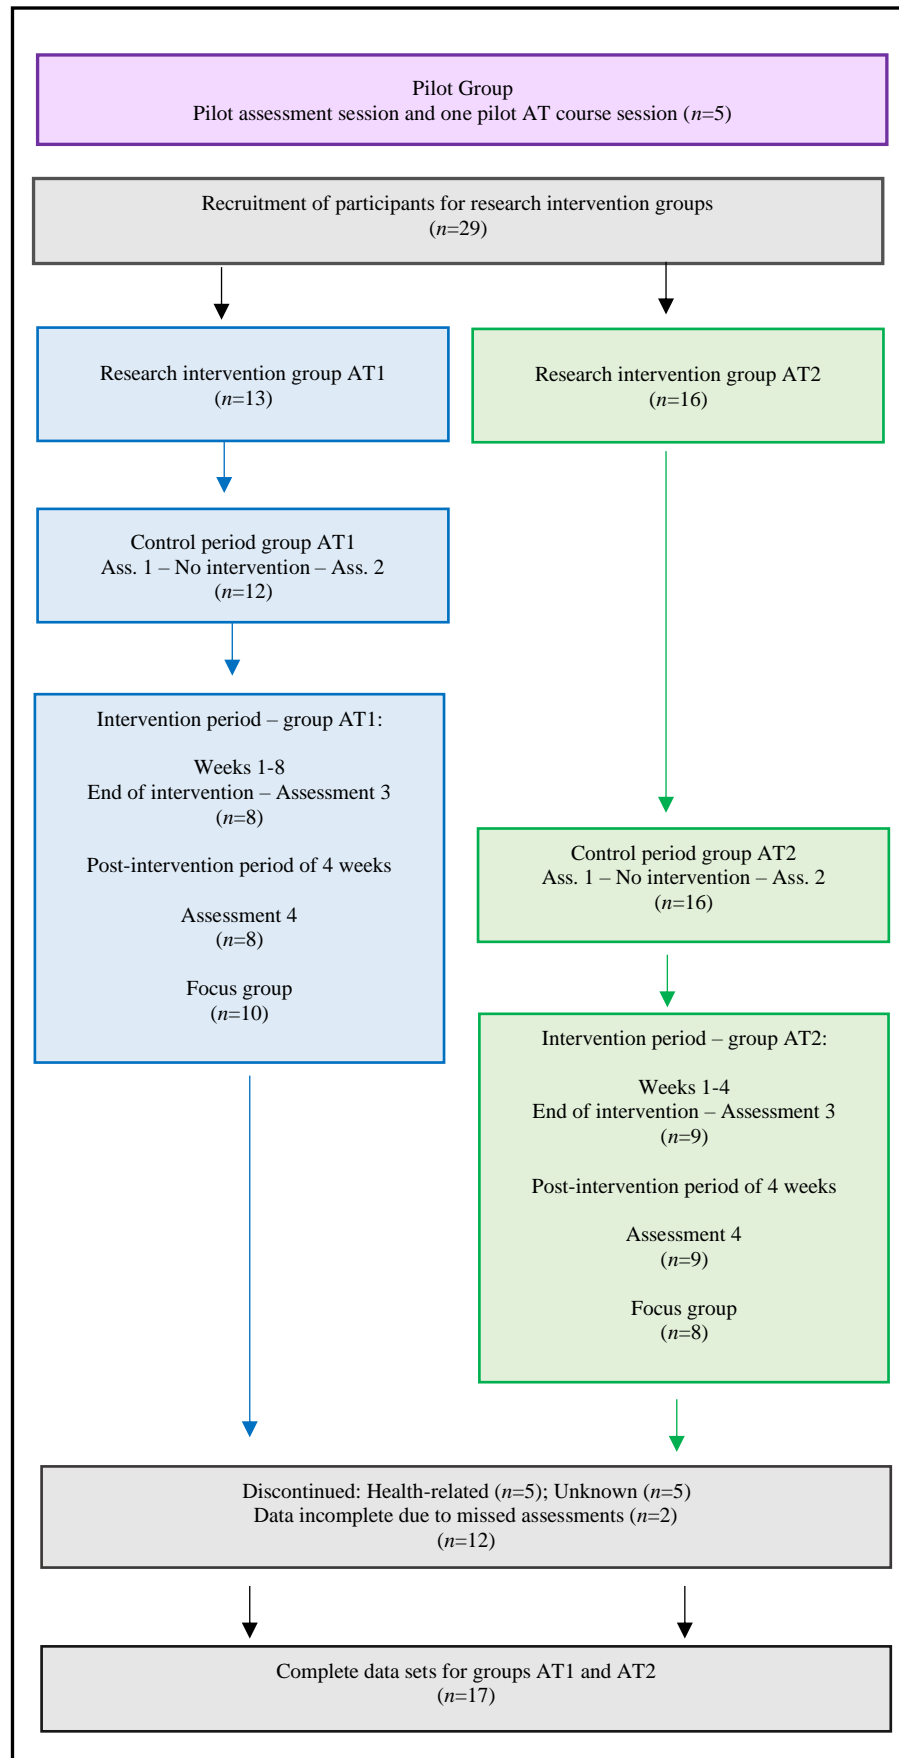 Pilot Group
Pilot assessment session and one pilot AT course session (n=5)
Recruitment of participants for research intervention groups
(n=29)
Research intervention group AT1
(n=13)
Research intervention group AT2
(n=16)
Control period group AT1
Ass. 1 – No intervention – Ass. 2
(n=12)
Intervention period – group AT1:
Weeks 1-8
End of intervention – Assessment 3
(n=8)
Post-intervention period of 4 weeks
Assessment 4
(n=8)
Focus group
(n=10)
Control period group AT2
Ass. 1 – No intervention – Ass. 2
(n=16)
Intervention period – group AT2:
Weeks 1-4
End of intervention – Assessment 3
(n=9)
Post-intervention period of 4 weeks
Assessment 4
(n=9)
Focus group
(n=8)
Discontinued: Health-related (n=5); Unknown (n=5)
Data incomplete due to missed assessments (n=2)
(n=12)
Complete data sets for groups AT1 and AT2
(n=17)